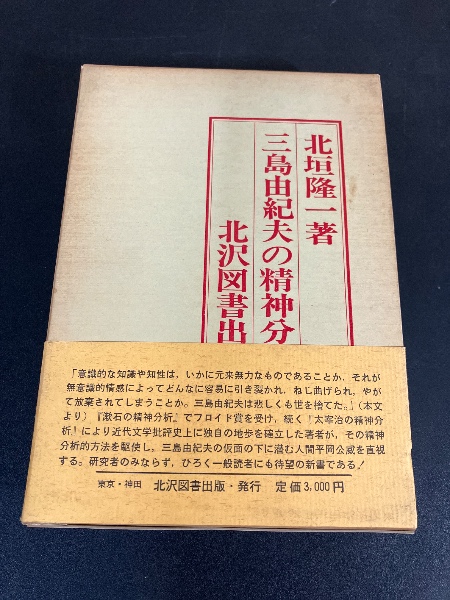 北垣隆一著
三島由紀夫の精神分
北沢図書出
「意識的な知識や知性は、いかに元来無力なものであることか、それが
無意識的情感によってどんなに容易に引き裂かれ、ねじ曲げられ、やが
て放棄されてしまうことか。三島由紀夫は悲しくも世を捨てた。」（本文
より）『漱石の精神分析』でフロイド賞を受け、続く『太宰治の精神分
析』により近代文学批評史上に独自の地歩を確立した著者が、その精神
分析的方法を駆使し、三島由紀夫の仮面の下に潜む人間平岡公威を直視
する。研究者のみならず、ひろく一般読者にも待望の新書である！
東京・神田 北沢図書出版・発行 定価3,000円